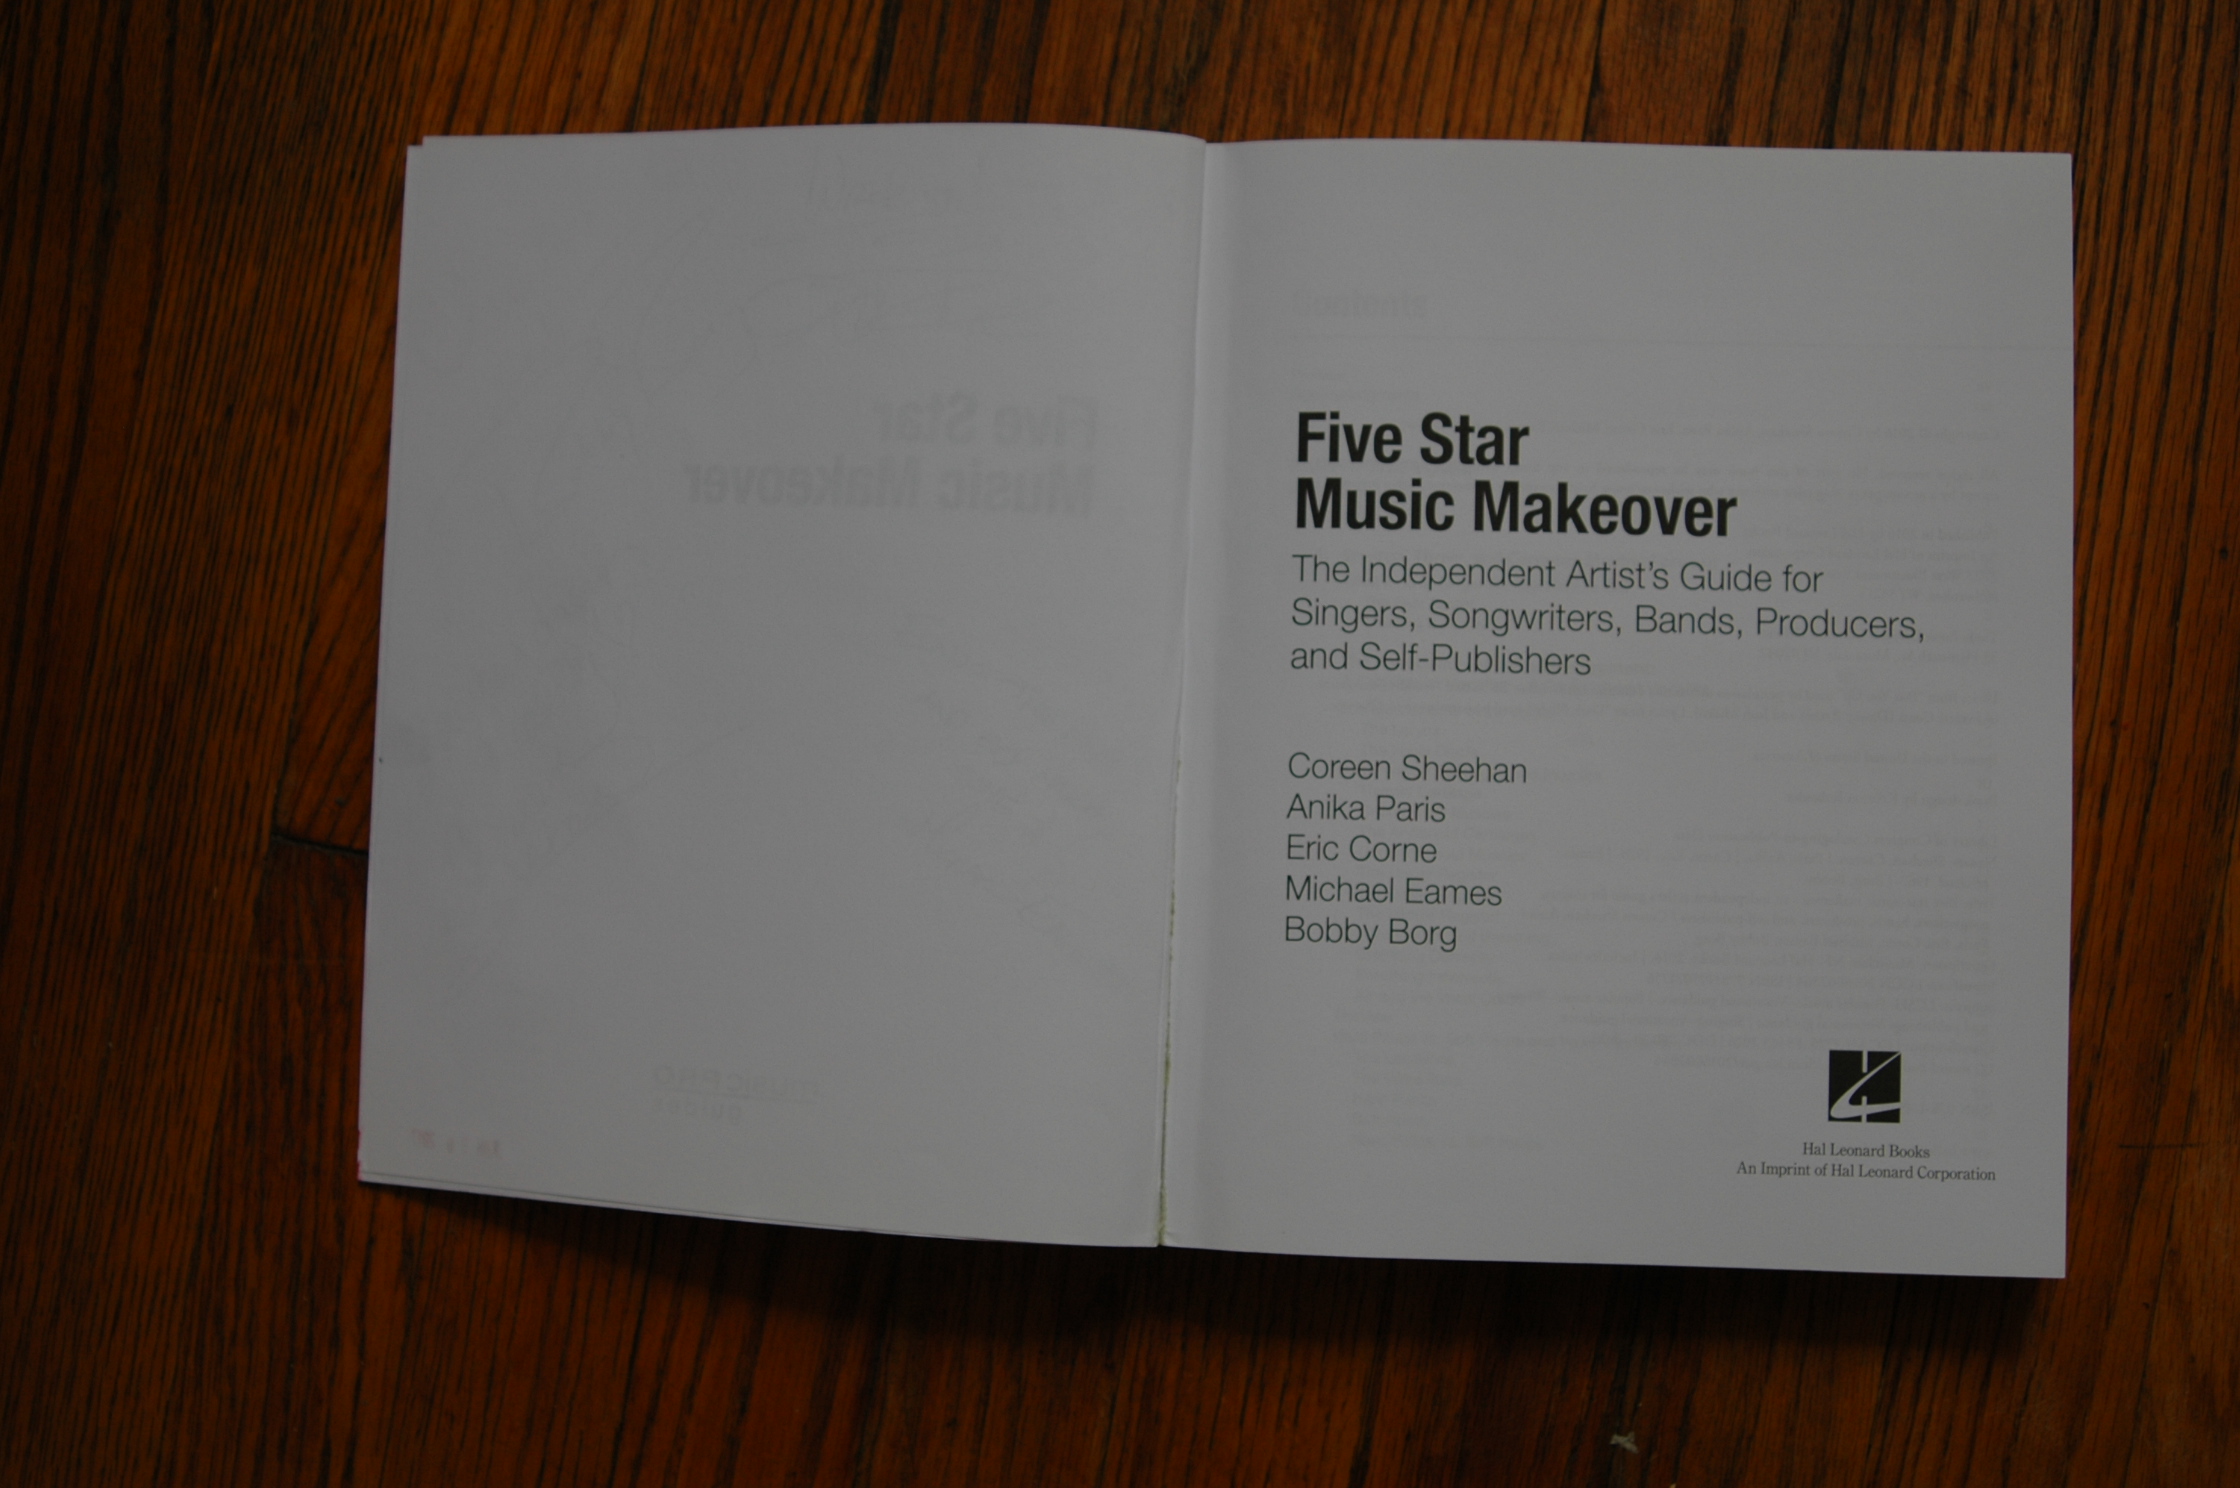 Five Star
Music Makeover
The Independent Artist's Guide for
Singers, Songwriters, Bands, Producers,
and Self-Publishers
Coreen Sheehan
Anika Paris
Eric Corne
Michael Eames
Bobby Borg
Hal Leonard Books
An Imprint of Hal Leonard Corporation